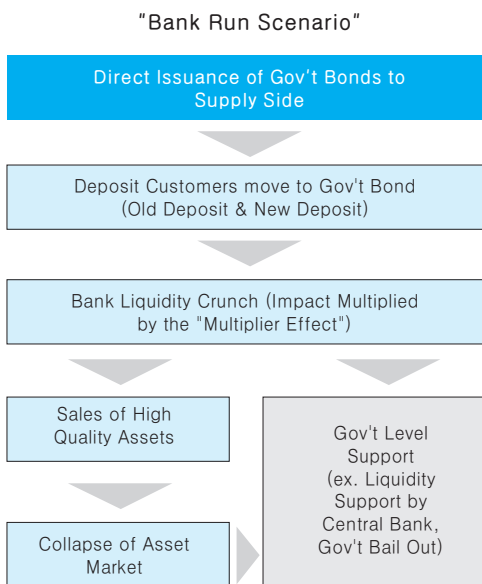 "Bank Run Scenario"
Direct Issuance of Gov't Bonds to
Supply Side
Deposit Customers move to Gov't Bond
(Old Deposit & New Deposit)
Bank Liquidity Crunch (Impact Multiplied
by the "Multiplier Effect")
Sales of High
Quality Assets
Collapse of Asset
Market
Gov't Level
Support
(ex. Liquidity
Support by
Central Bank,
Gov't Bail Out)